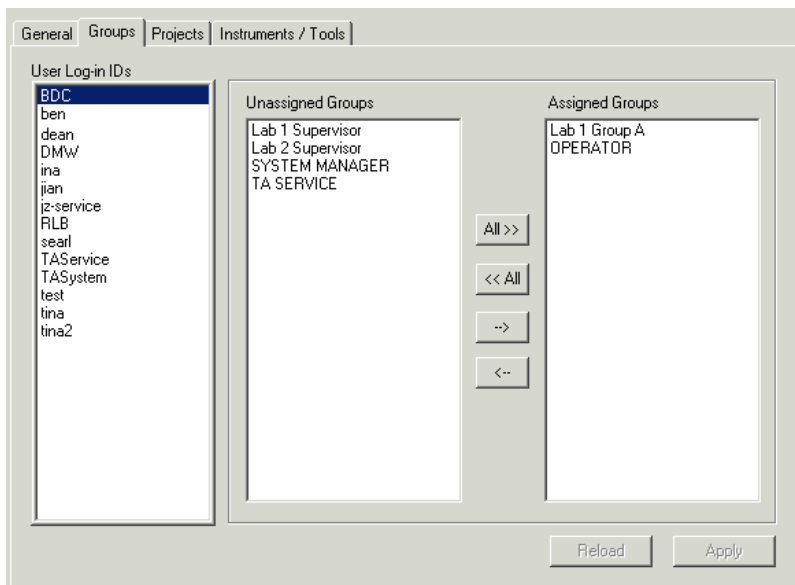 General Groups Projects Instruments / Tools
User Log-in IDs
BDC
ben
dean
DMW
ina
jian
jz-service
RLB
searl
TAService
TASystem
test
tina
tina2
Unassigned Groups
Lab 1 Supervisor
Lab 2 Supervisor
SYSTEM MANAGER
TA SERVICE
All >>
<< All
-->
<--
Assigned Groups
Lab 1 Group A
OPERATOR
Reload Apply